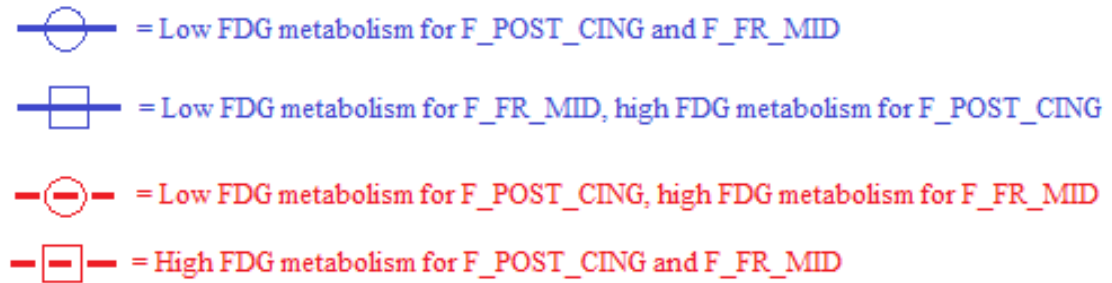 = Low FDG metabolism for F_POST_CING and F_FR_MID
= Low FDG metabolism for F_FR_MID, high FDG metabolism for F_POST_CING
= Low FDG metabolism for F_POST_CING, high FDG metabolism for F_FR_MID
= High FDG metabolism for F_POST_CING and F_FR_MID